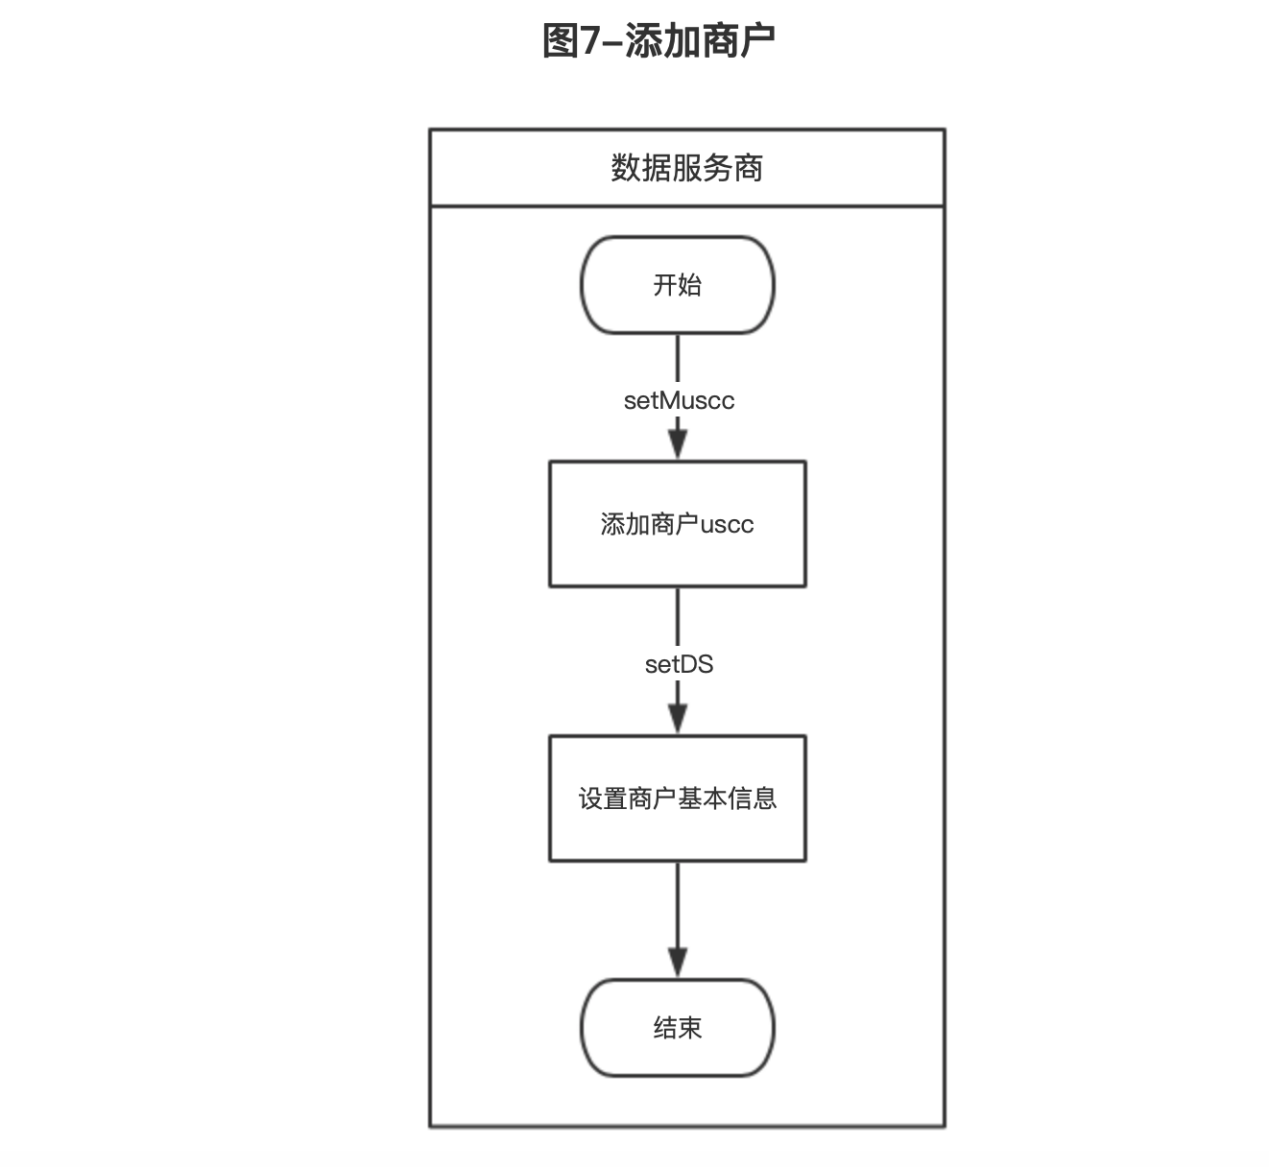 图7-添加商户
数据服务商
开始
setMuscc
添加商户uscc
setDS
设置商户基本信息
结束